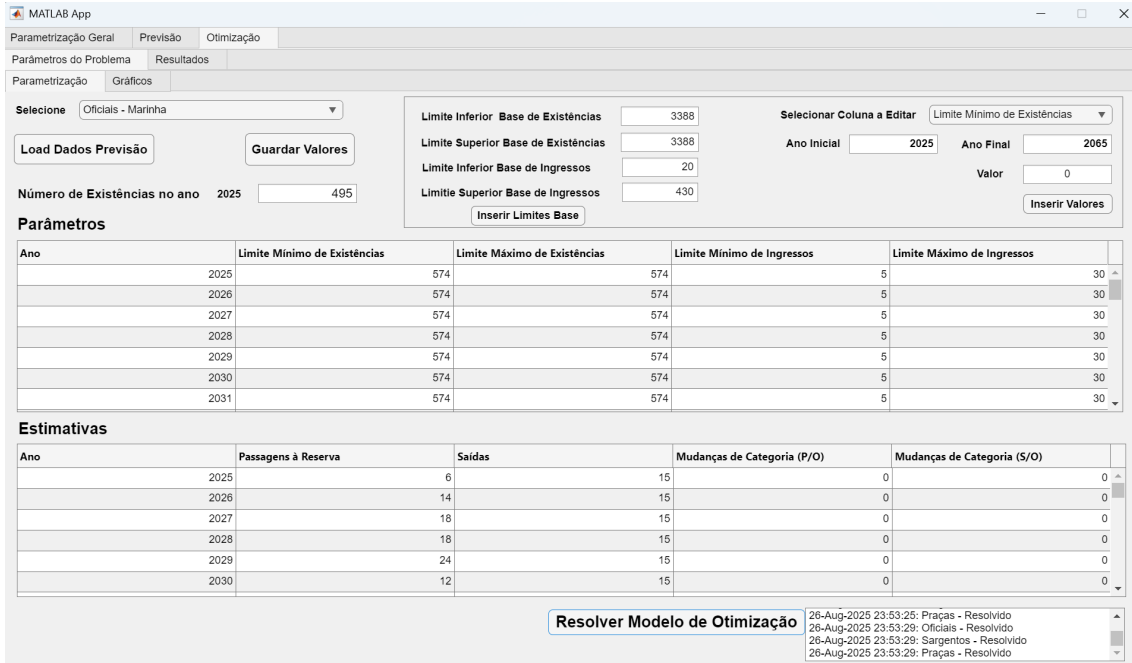 MATLAB App
Parametrização Geral Previsão Otimização
Parâmetros do Problema Resultados
Parametrização Gráficos
Selecione Oficiais - Marinha
Load Dados Previsão Guardar Valores
Número de Existências no ano 2025 495
Limite Inferior Base de Existências 3388
Limite Superior Base de Existências 3388
Limite Inferior Base de Ingressos 20
Limitie Superior Base de Ingressos 430
Inserir Limites Base
Selecionar Coluna a Editar Limite Mínimo de Existências
Ano Inicial 2025 Ano Final 2065
Valor 0
Inserir Valores
Parâmetros
Ano Limite Mínimo de Existências Limite Máximo de Existências Limite Mínimo de Ingressos Limite Máximo de Ingressos
2025 574 574 5 30
2026 574 574 5 30
2027 574 574 5 30
2028 574 574 5 30
2029 574 574 5 30
2030 574 574 5 30
2031 574 574 5 30
Estimativas
Ano Passagens à Reserva Saídas Mudanças de Categoria (P/O) Mudanças de Categoria (S/O)
2025 6 15 0 0
2026 14 15 0 0
2027 18 15 0 0
2028 18 15 0 0
2029 24 15 0 0
2030 12 15 0 0
Resolver Modelo de Otimização
26-Aug-2025 23:53:25: Praças - Resolvido
26-Aug-2025 23:53:29: Oficiais - Resolvido
26-Aug-2025 23:53:29: Sargentos - Resolvido
26-Aug-2025 23:53:29: Praças - Resolvido